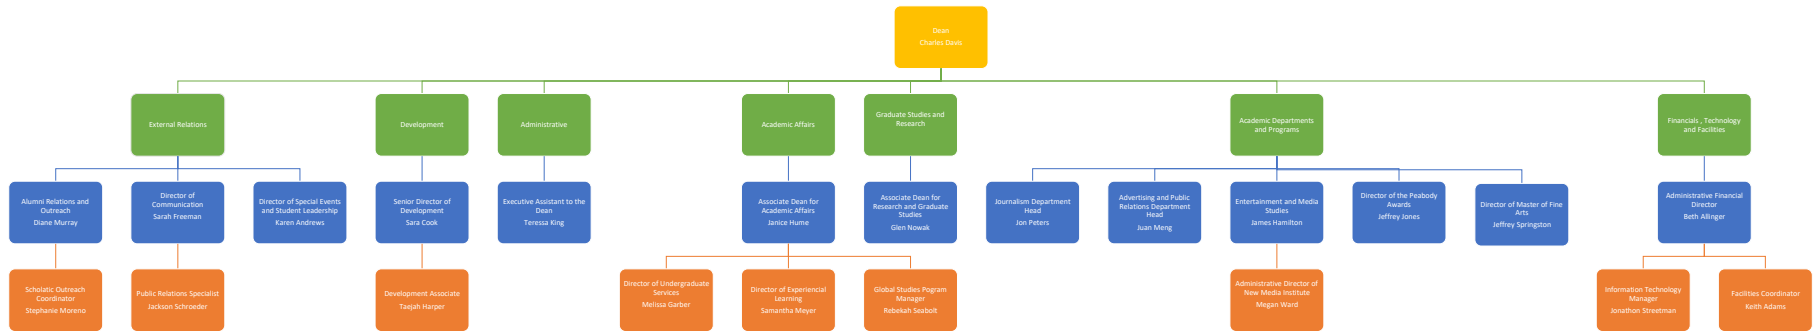 Dean
Charles Davis
External Relations
Development
Administrative
Academic Affairs
Graduate Studies and
Research
Academic Departments
and Programs
Financials , Technology
and Facilities
Alumni Relations and
Outreach
Diane Murray
Director of
Communication
Sarah Freeman
Director of Special Events
and Student Leadership
Karen Andrews
Senior Director of
Development
Sara Cook
Executive Assistant to the
Dean
Teressa King
Associate Dean for
Academic Affairs
Janice Hume
Associate Dean for
Research and Graduate
Studies
Glen Nowak
Journalism Department
Head
Jon Peters
Advertising and Public
Relations Department
Head
Juan Meng
Entertainment and Media
Studies
James Hamilton
Director of the Peabody
Awards
Jeffrey Jones
Director of Master of Fine
Arts
Jeffrey Springston
Administrative Financial
Director
Beth Allinger
Scholatic Outreach
Coordinator
Stephanie Moreno
Public Relations Specialist
Jackson Schroeder
Development Associate
Taejah Harper
Director of Undergraduate
Services
Melissa Garber
Director of Experiencial
Learning
Samantha Meyer
Global Studies Pogram
Manager
Rebekah Seabolt
Administrative Director of
New Media Institute
Megan Ward
Information Technology
Manager
Jonathon Streetman
Facilities Coordinator
Keith Adams